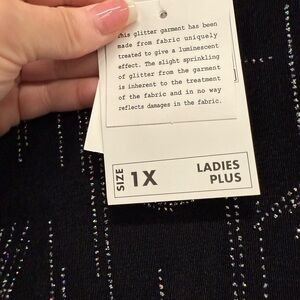 This glitter garment has been
made from fabric uniquely
treated to give a luminescent
effect. The slight sprinkling
of glitter from the garment
is inherent to the treatment
of the fabric and in no way
reflects damages in the fabric.
SIZE 1X LADIES
PLUS